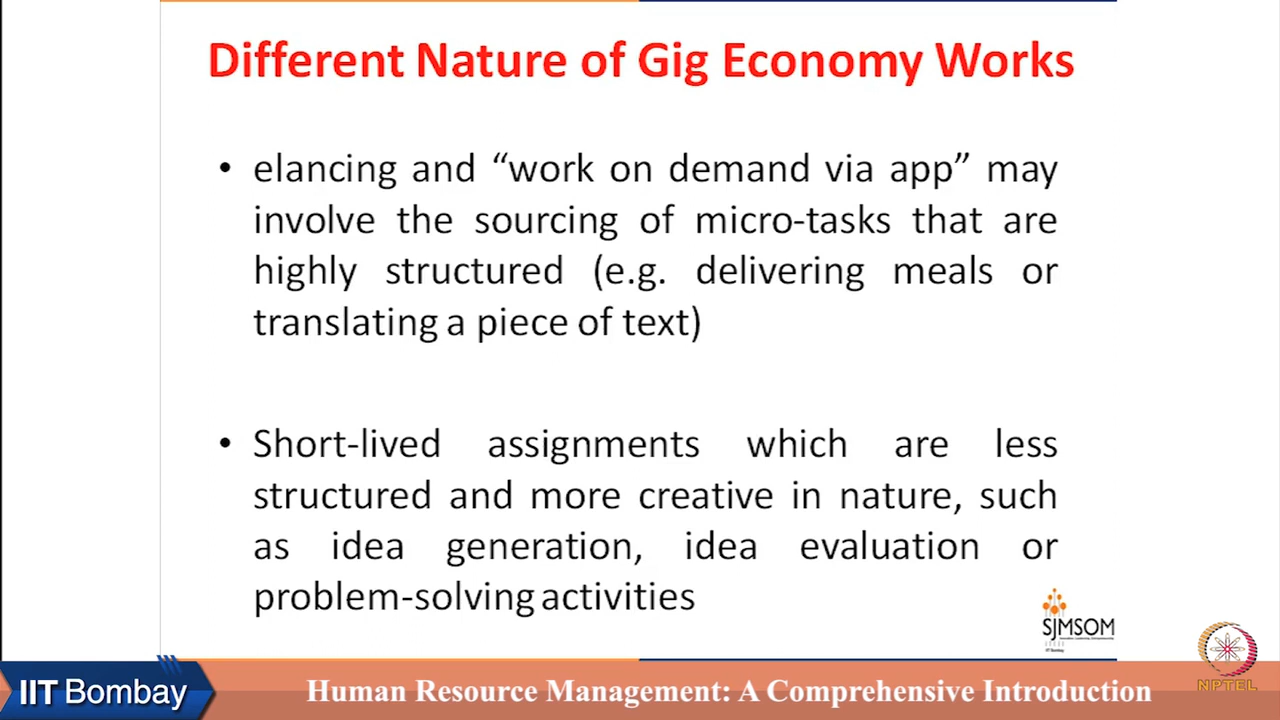 Different Nature of Gig Economy Works
• elancing and “work on demand via app” may
involve the sourcing of micro-tasks that are
highly structured (e.g. delivering meals or
translating a piece of text)
• Short-lived assignments which are less
structured and more creative in nature, such
as idea generation, idea evaluation or
problem-solving activities
SJMSOM
IIT Bombay
NPTEL
IIT Bombay
Human Resource Management: A Comprehensive Introduction